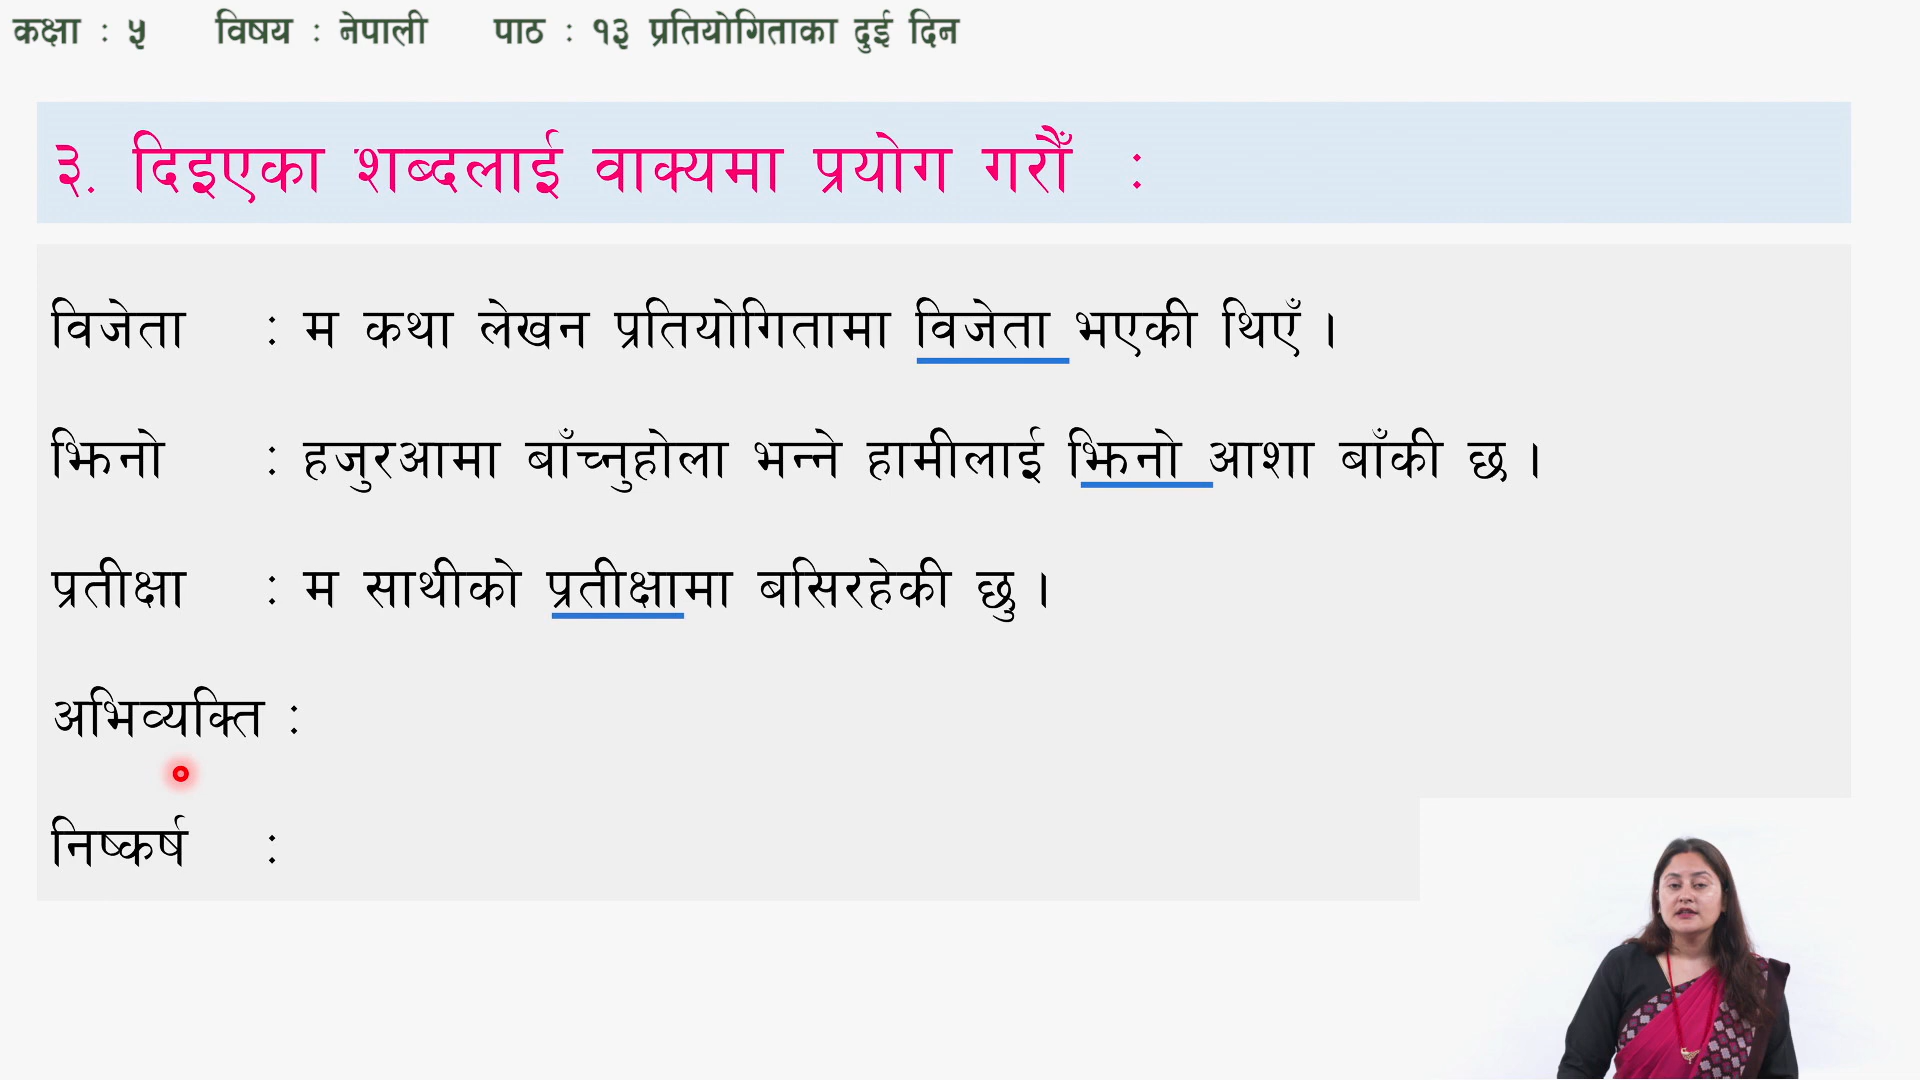 कक्षा : ५ विषय : नेपाली पाठ : १३ प्रतियोगिताका दुई दिन
३. दिइएका शब्दलाई वाक्यमा प्रयोग गरौँ :
विजेता : म कथा लेखन प्रतियोगितामा विजेता भएकी थिएँ ।
झिनो : हजुरआमा बाँच्नुहोला भन्ने हामीलाई झिनो आशा बाँकी छ ।
प्रतीक्षा : म साथीको प्रतीक्षामा बसिरहेकी छु ।
अभिव्यक्ति :
निष्कर्ष :